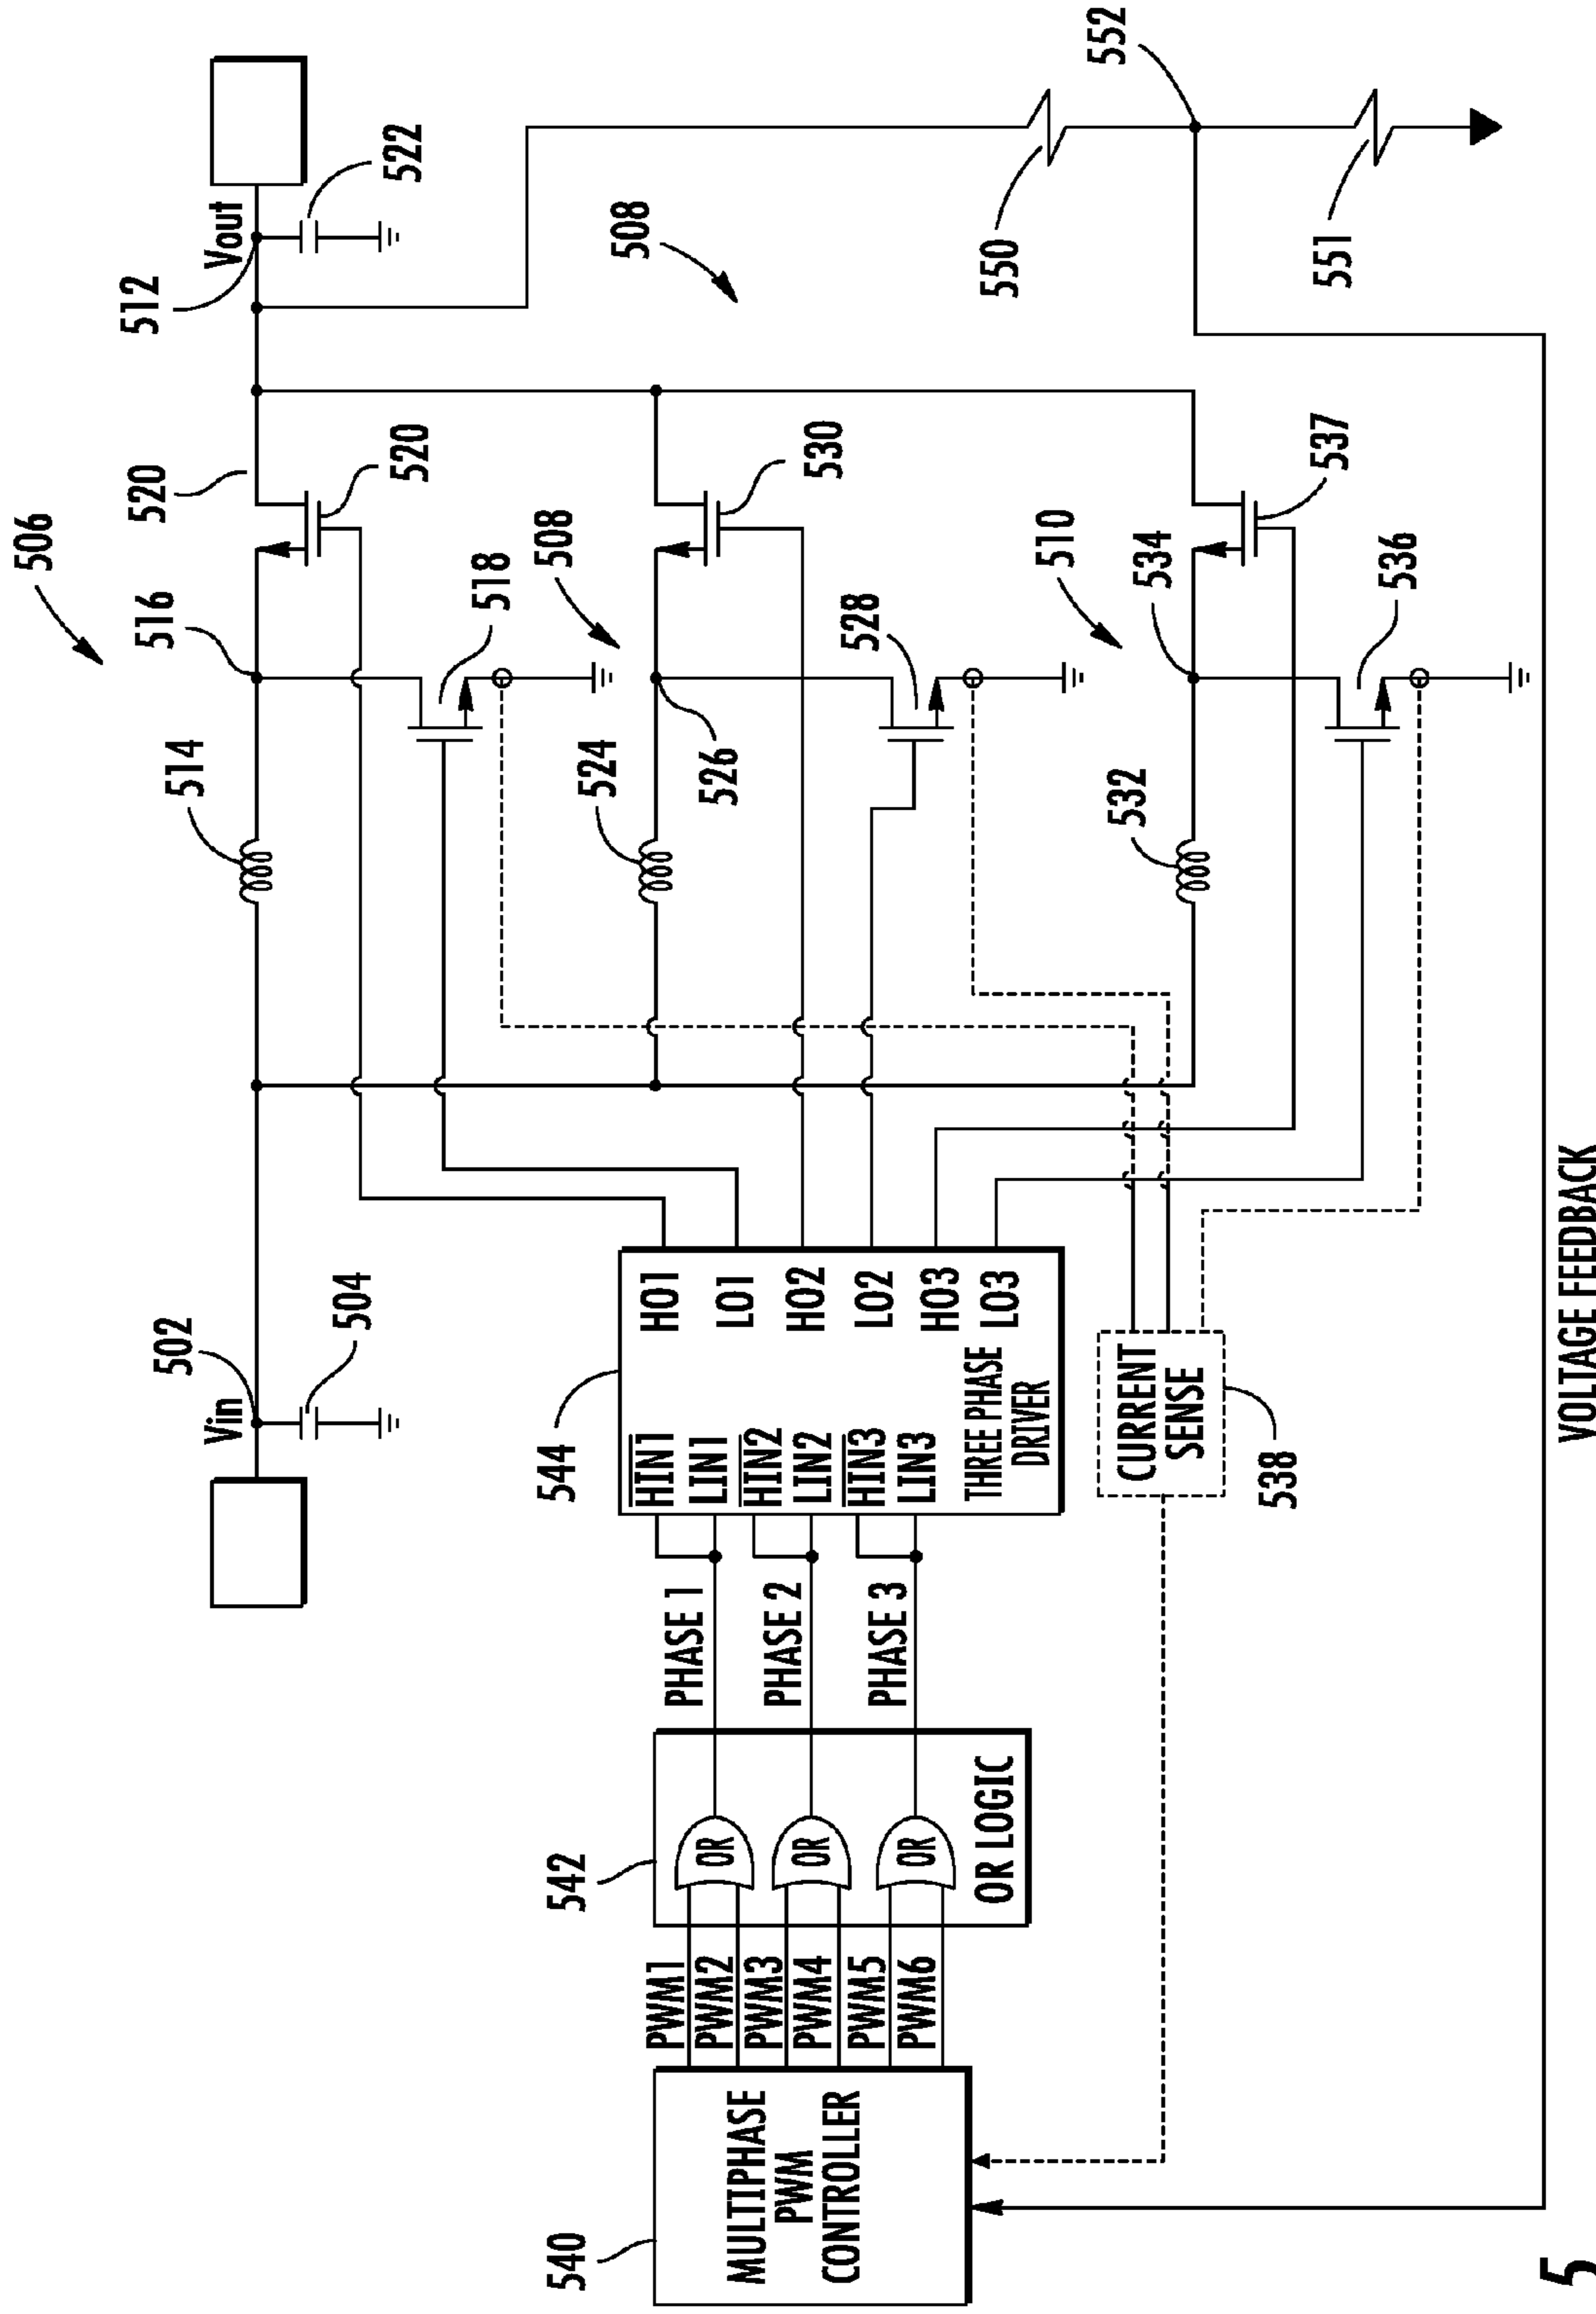 506
516
520
512
Vout
522
502
Vin
504
514
518
520
508
508
524
526
528
530
544
HIN1
LIN1
HIN2
LIN2
HIN3
LIN3
HO1
LO1
HO2
LO2
HO3
LO3
THREE PHASE
DRIVER
PHASE 1
PHASE 2
PHASE 3
542
OR
OR
OR
OR LOGIC
PWM1
PWM2
PWM3
PWM4
PWM5
PWM6
540
MULTIPHASE
PWM
CONTROLLER
CURRENT
SENSE
538
510
532
534
536
537
550
552
551
VOLTAGE FEEDBACK
5